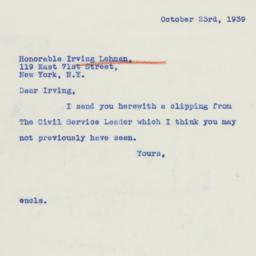 October 23rd, 1939
Honorable Irving Lehman,
119 East 71st Street,
New York, N.Y.
Dear Irving,
I send you herewith a clipping from
The Civil Service Leader which I think you may
not previously have seen.
Yours,
encls.